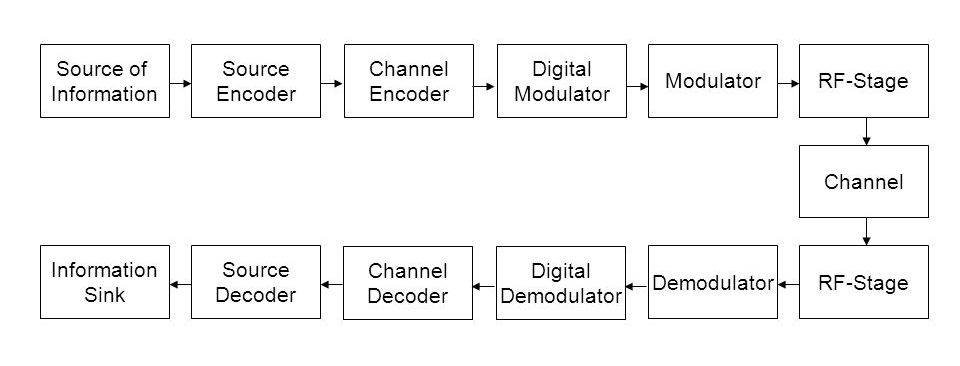 Source of
Information
Source
Encoder
Channel
Encoder
Digital
Modulator
Modulator
RF-Stage
Channel
Information
Sink
Source
Decoder
Channel
Decoder
Digital
Demodulator
Demodulator
RF-Stage